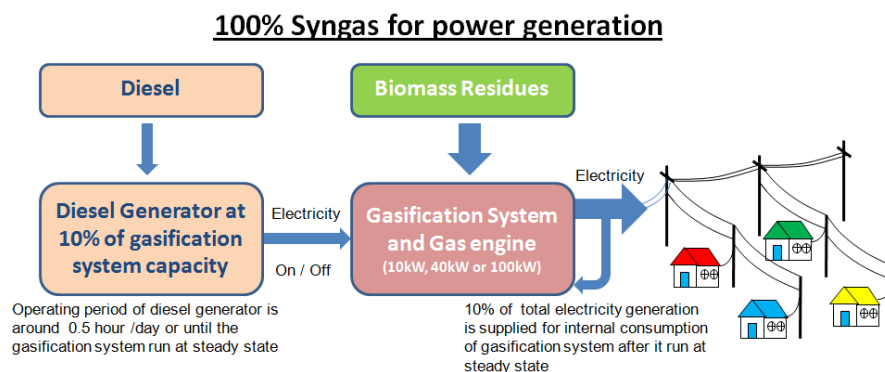 100% Syngas for power generation
Diesel
Biomass Residues
Diesel Generator at
10% of gasification
system capacity
Electricity
On / Off
Gasification System
and Gas engine
(10kW, 40kW or 100kW)
Electricity
Operating period of diesel generator is
around 0.5 hour /day or until the
gasification system run at steady state
10% of total electricity generation
is supplied for internal consumption
of gasification system after it run at
steady state